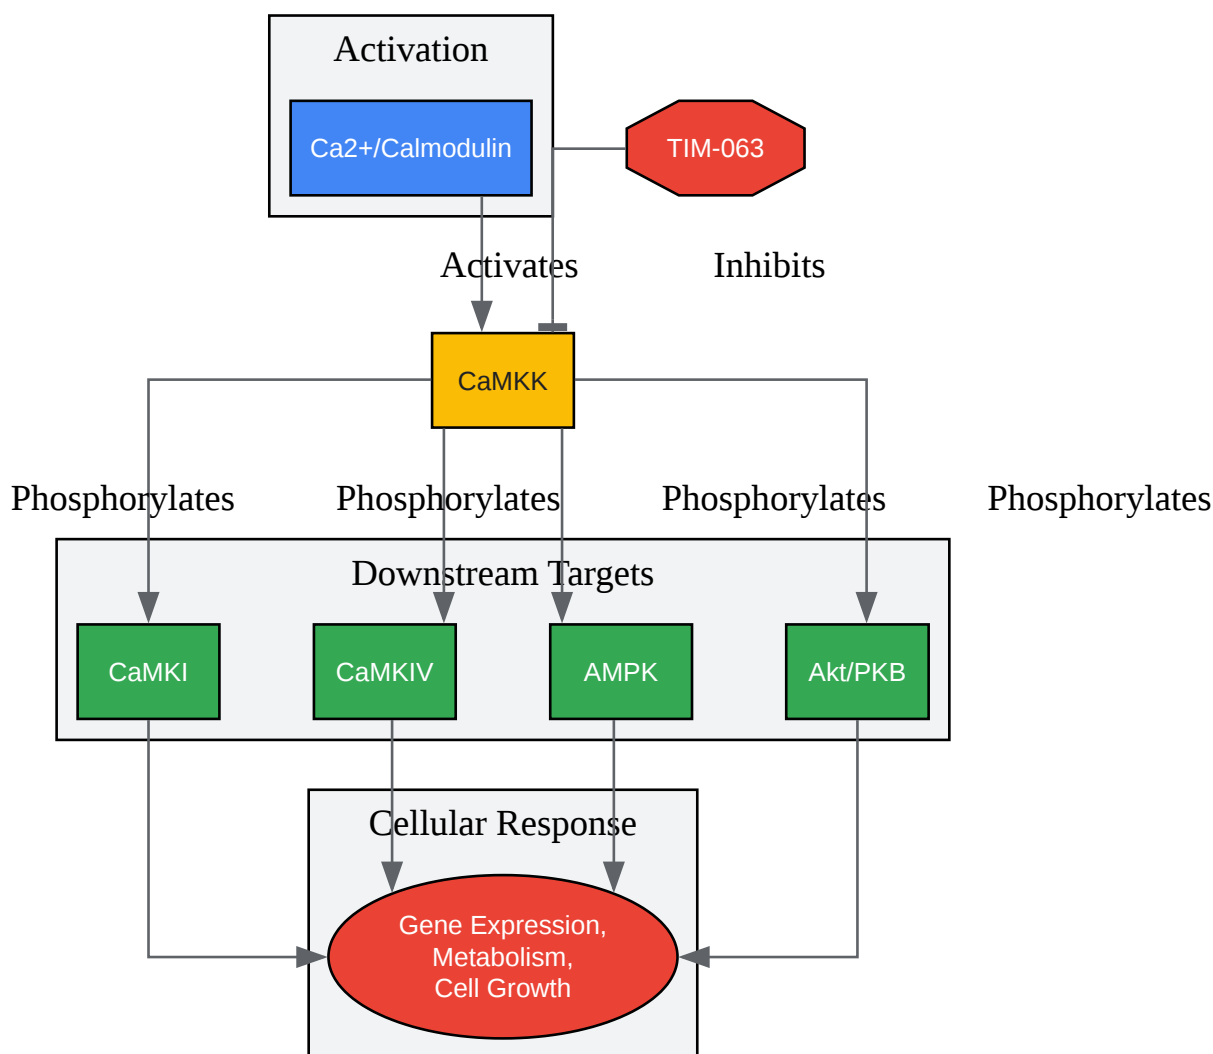 Activation
Ca2+/Calmodulin
TIM-063
Activates
Inhibits
CaMKK
Phosphorylates
Phosphorylates
Phosphorylates
Phosphorylates
Downstream Targets
CaMKI
CaMKIV
AMPK
Akt/PKB
Cellular Response
Gene Expression,
Metabolism,
Cell Growth